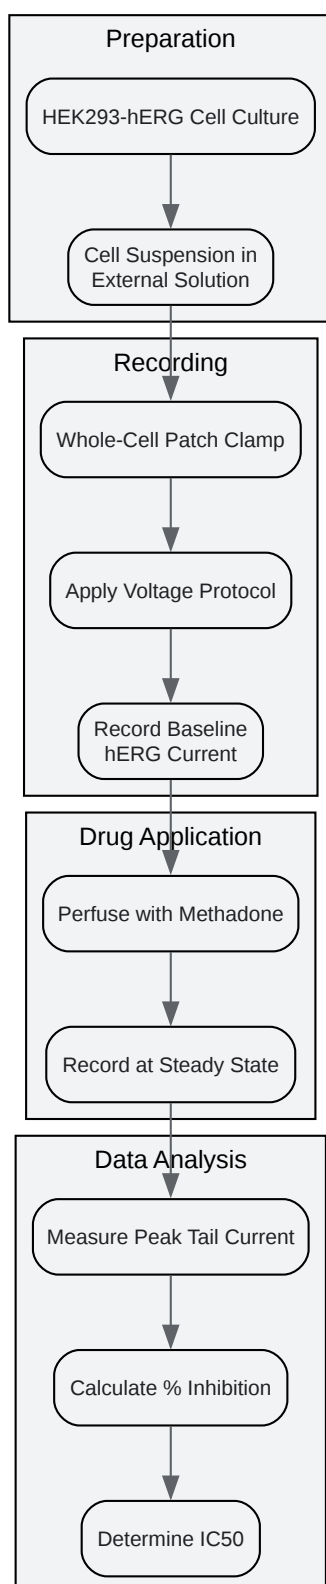 Preparation
HEK293-hERG Cell Culture
Cell Suspension in
External Solution
Recording
Whole-Cell Patch Clamp
Apply Voltage Protocol
Record Baseline
hERG Current
Drug Application
Perfuse with Methadone
Record at Steady State
Data Analysis
Measure Peak Tail Current
Calculate % Inhibition
Determine IC50